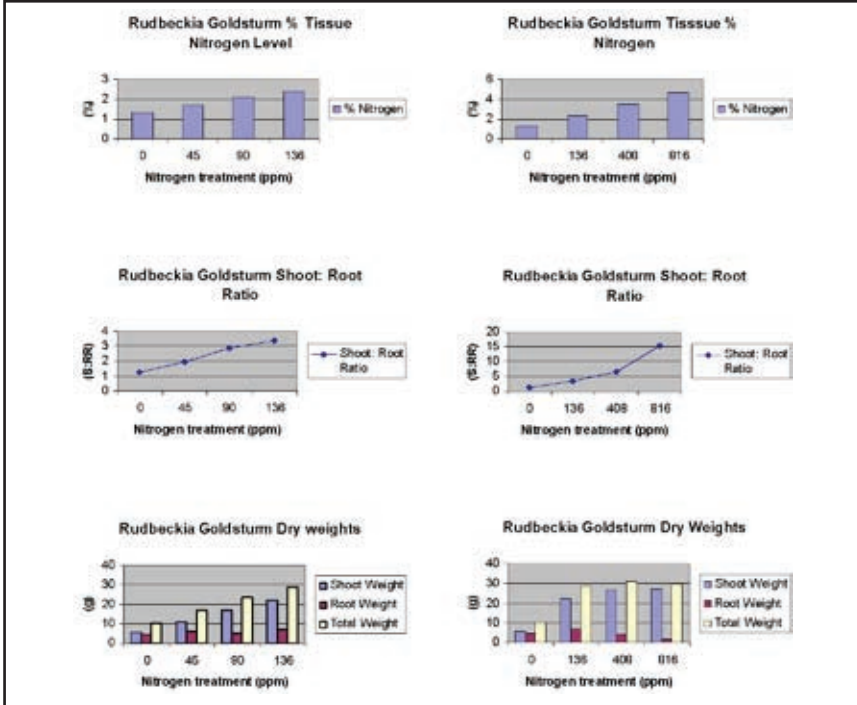 Rudbeckia Goldsturm % Tissue
Nitrogen Level
3
2
1
0
(%)
0 45 90 136
Nitrogen treatment (ppm)
% Nitrogen
Rudbeckia Goldsturm Tisssue %
Nitrogen
6
4
2
0
(%)
0 136 408 816
Nitrogen treatment (ppm)
% Nitrogen
Rudbeckia Goldsturm Shoot: Root
Ratio
4
3
2
1
0
(S:RR)
0 45 90 136
Nitrogen treatment (ppm)
Shoot: Root
Ratio
Rudbeckia Goldsturm Shoot: Root
Ratio
20
15
10
5
0
(S:RR)
0 136 408 816
Nitrogen treatment (ppm)
Shoot: Root
Ratio
Rudbeckia Goldsturm Dry weights
40
30
20
10
0
(g)
0 45 90 136
Nitrogen treatment (ppm)
Shoot Weight
Root Weight
Total Weight
Rudbeckia Goldsturm Dry Weights
40
30
20
10
0
(g)
0 136 408 816
Nitrogen treatment (ppm)
Shoot Weight
Root Weight
Total Weight